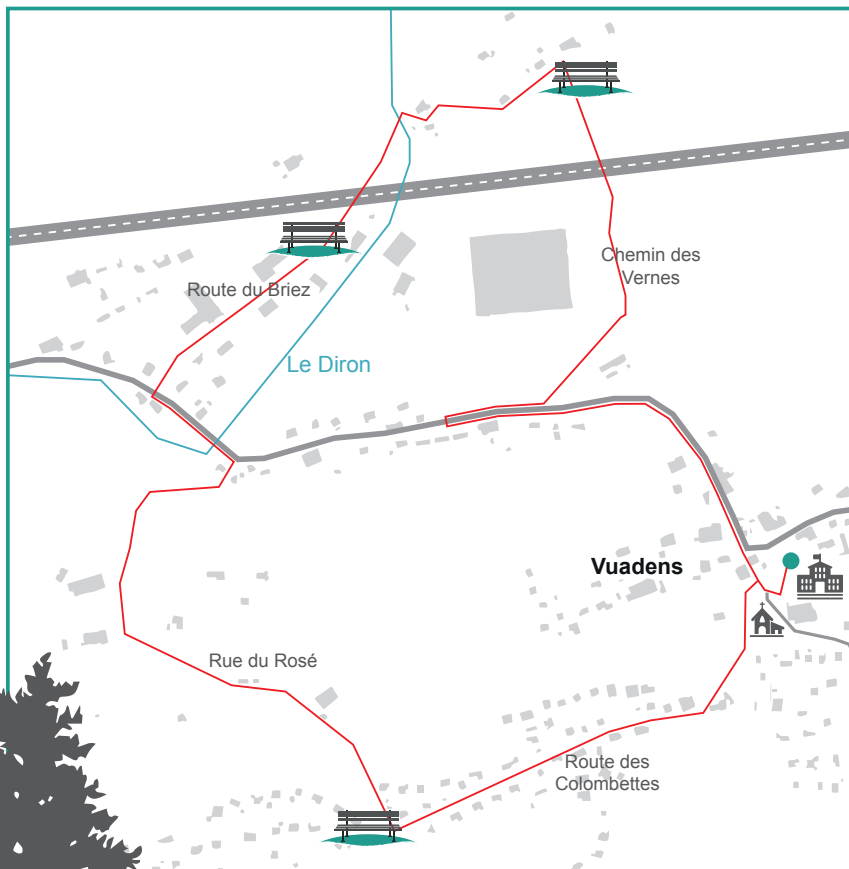 Chemin des
Vernes
Route du Briez
Le Diron
Vuadens
Rue du Rosé
Route des
Colombettes